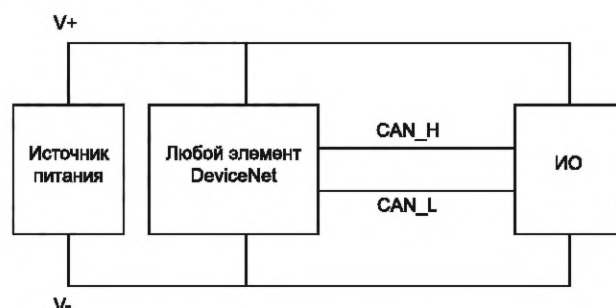 V+
Источник
питания
Любой элемент
DeviceNet
CAN_H
CAN_L
ИО
V-